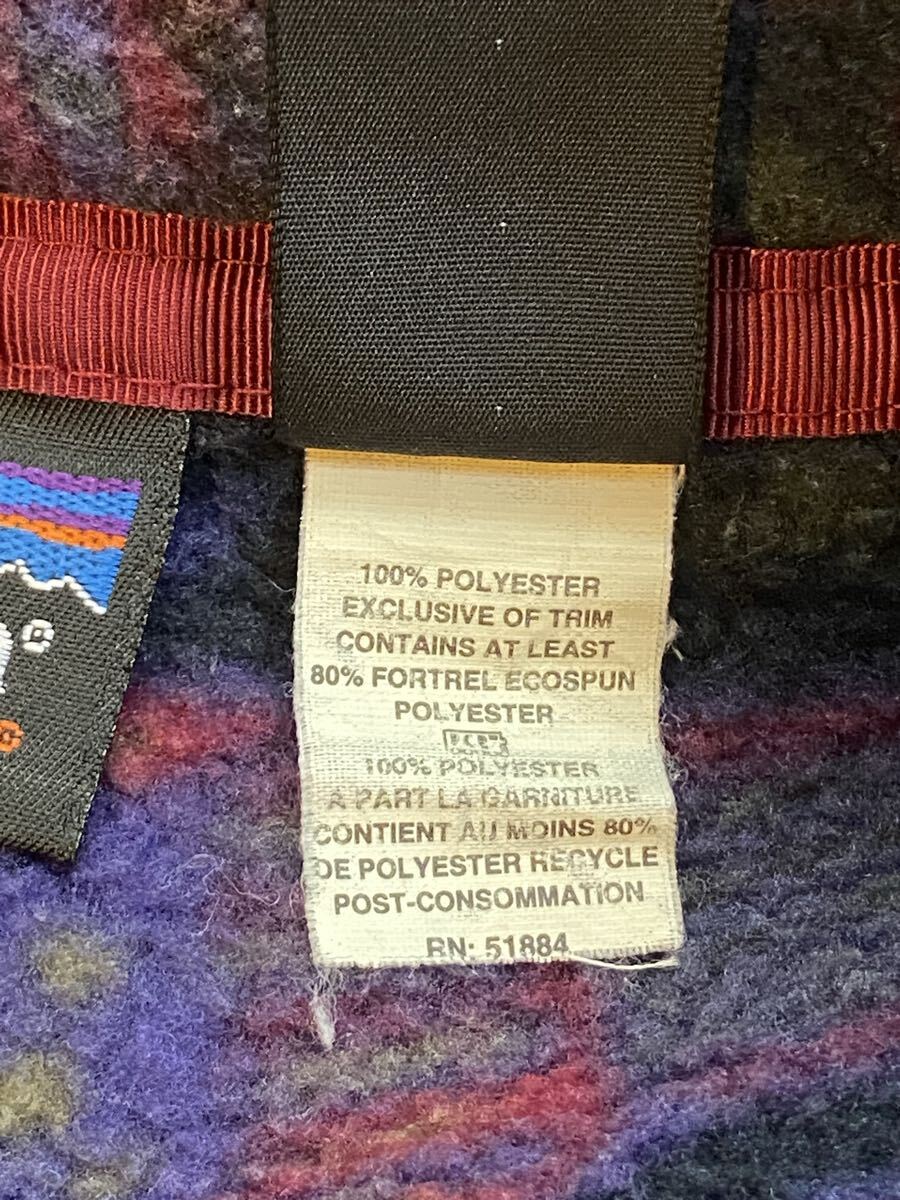 100% POLYESTER
EXCLUSIVE OF TRIM
CONTAINS AT LEAST
80% FORTREL ECOSPUN
POLYESTER
100% POLYESTER
A PART LA GARNITURE
CONTIENT AU MOINS 80%
DE POLYESTER RECYCLE
POST-CONSOMMATION
RN: 51884